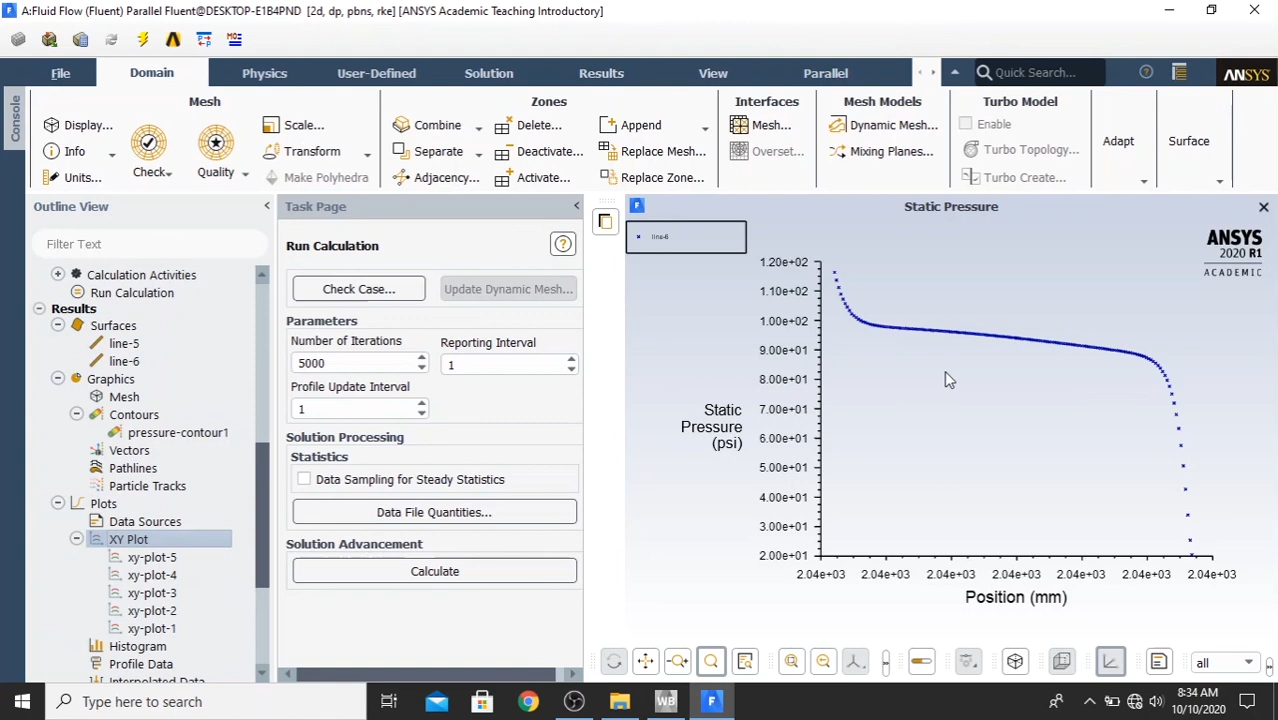 A:Fluid Flow (Fluent) Parallel Fluent@DESKTOP-E1B4PND [2d, dp, pbns, rke] [ANSYS Academic Teaching Introductory]
File Domain Physics User-Defined Solution Results View Parallel Quick Search... ANSYS
Console
Mesh
Display... Scale...
Info Transform
Units... Make Polyhedra
Check Quality
Zones
Combine Delete... Append
Separate Deactivate... Replace Mesh...
Adjacency... Activate... Replace Zone...
Interfaces
Mesh...
Overset...
Mesh Models
Dynamic Mesh...
Mixing Planes...
Turbo Model
Enable
Turbo Topology...
Turbo Create...
Adapt
Surface
Outline View
Filter Text
Calculation Activities
Run Calculation
Results
Surfaces
line-5
line-6
Graphics
Mesh
Contours
pressure-contour1
Vectors
Pathlines
Particle Tracks
Plots
Data Sources
XY Plot
xy-plot-5
xy-plot-4
xy-plot-3
xy-plot-2
xy-plot-1
Histogram
Profile Data
Interpolated Data
Task Page
Run Calculation
Check Case... Update Dynamic Mesh...
Parameters
Number of Iterations Reporting Interval
5000 1
Profile Update Interval
1
Solution Processing
Statistics
Data Sampling for Steady Statistics
Data File Quantities...
Solution Advancement
Calculate
Static Pressure
line-6
ANSYS
2020 R1
ACADEMIC
1.20e+02
1.10e+02
1.00e+02
9.00e+01
8.00e+01
7.00e+01
6.00e+01
5.00e+01
4.00e+01
3.00e+01
2.00e+01
Static
Pressure
(psi)
2.04e+03 2.04e+03 2.04e+03 2.04e+03 2.04e+03 2.04e+03 2.04e+03
Position (mm)
all
Type here to search
WB
8:34 AM
10/10/2020